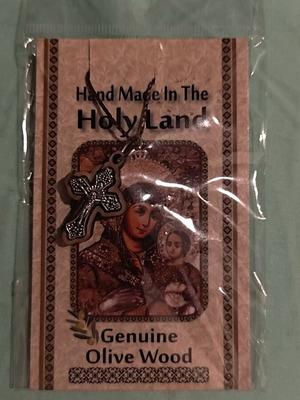 Hand Made In The
Holy Land
Genuine
Olive Wood